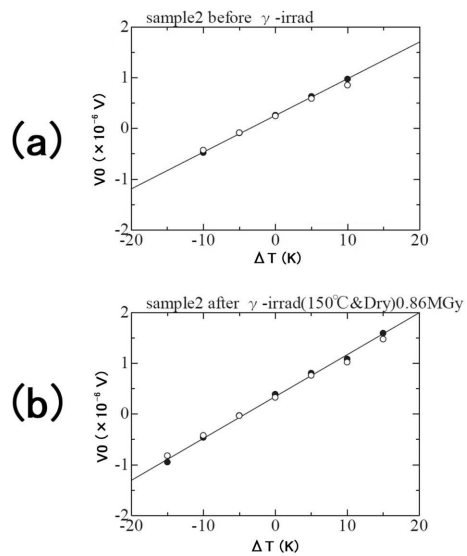 sample2 before γ -irrad
(a)
V0 (×10⁻⁶ V)
2
1
0
-1
-2
-20 -10 0 10 20
ΔT (K)
sample2 after γ -irrad(150℃&Dry)0.86MGy
(b)
V0 (×10⁻⁶ V)
2
1
0
-1
-2
-20 -10 0 10 20
ΔT (K)